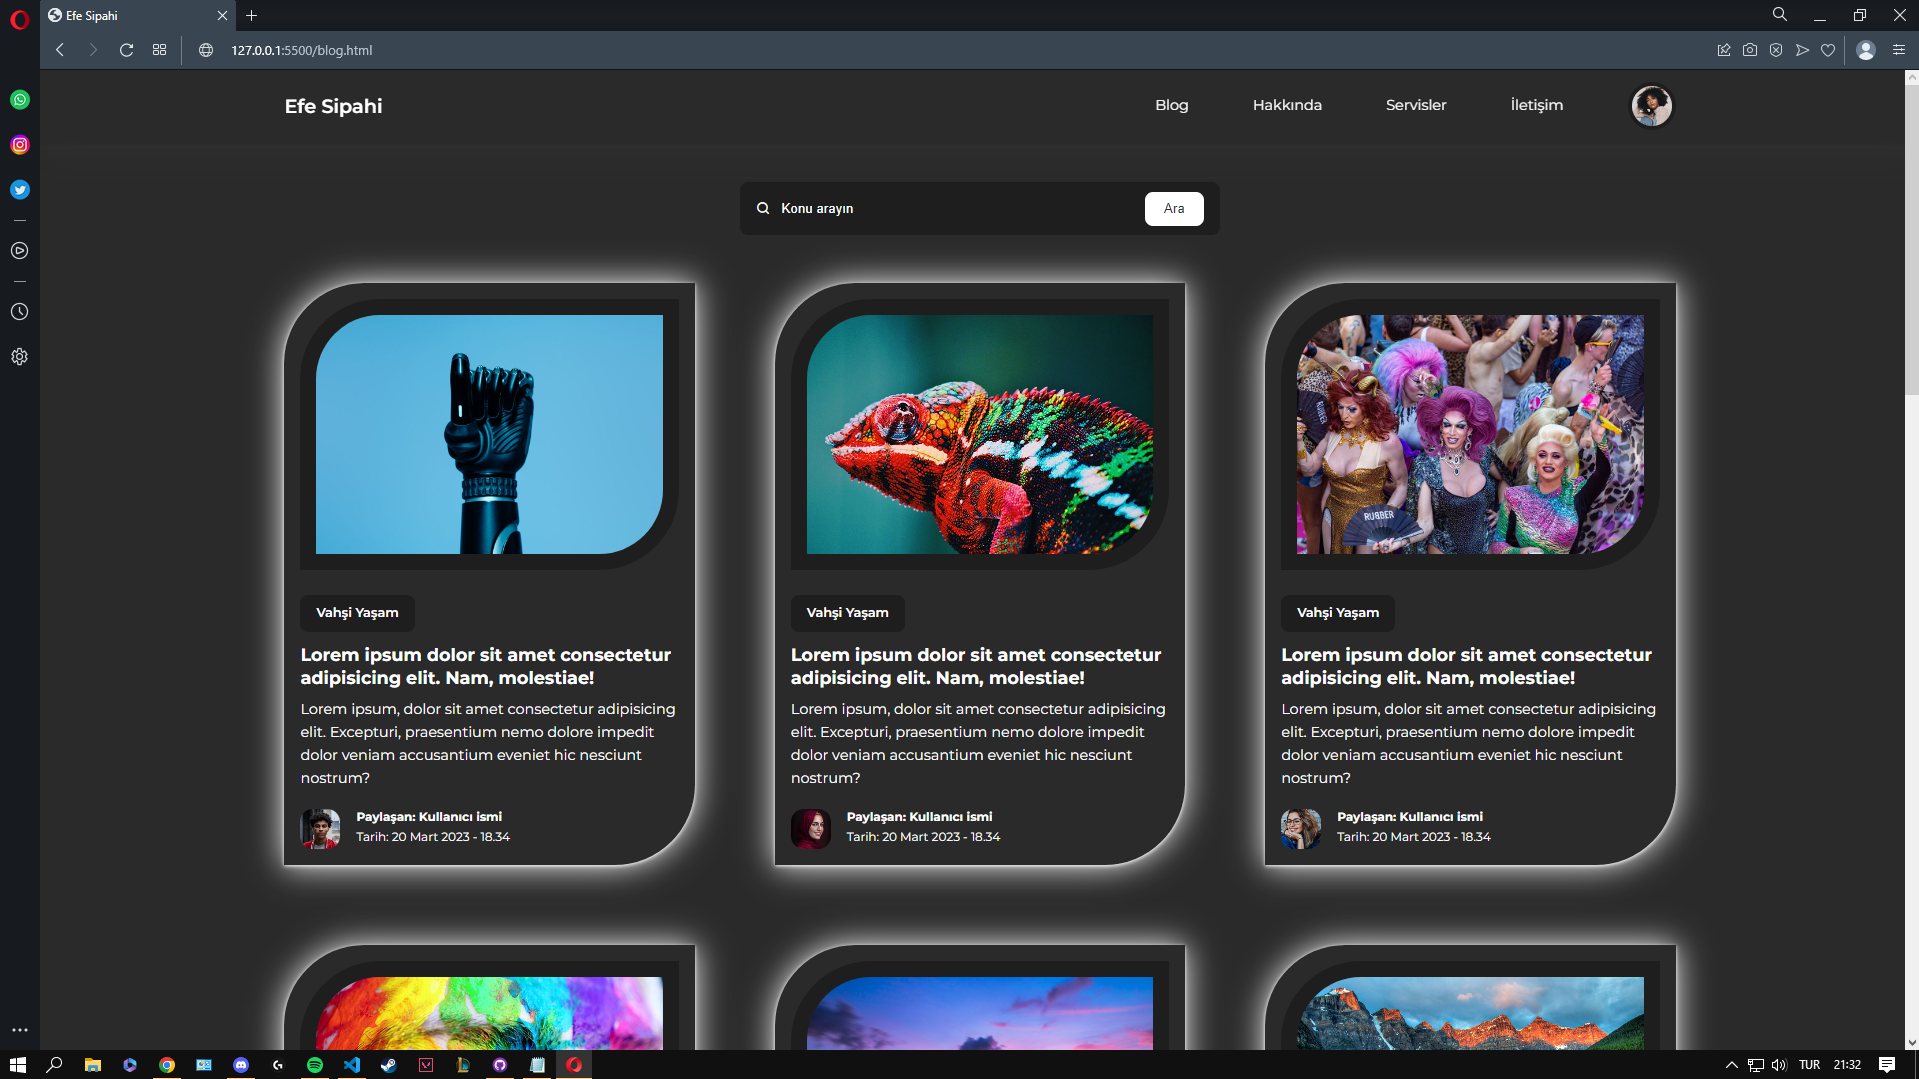 Efe Sipahi
127.0.0.1:5500/blog.html
Efe Sipahi
Blog
Hakkında
Servisler
İletişim
Konu arayın
Ara
RUBBER
Vahşi Yaşam
Lorem ipsum dolor sit amet consectetur
adipisicing elit. Nam, molestiae!
Lorem ipsum, dolor sit amet consectetur adipisicing
elit. Excepturi, praesentium nemo dolore impedit
dolor veniam accusantium eveniet hic nesciunt
nostrum?
Paylaşan: Kullanıcı ismi
Tarih: 20 Mart 2023 - 18.34
Vahşi Yaşam
Lorem ipsum dolor sit amet consectetur
adipisicing elit. Nam, molestiae!
Lorem ipsum, dolor sit amet consectetur adipisicing
elit. Excepturi, praesentium nemo dolore impedit
dolor veniam accusantium eveniet hic nesciunt
nostrum?
Paylaşan: Kullanıcı ismi
Tarih: 20 Mart 2023 - 18.34
Vahşi Yaşam
Lorem ipsum dolor sit amet consectetur
adipisicing elit. Nam, molestiae!
Lorem ipsum, dolor sit amet consectetur adipisicing
elit. Excepturi, praesentium nemo dolore impedit
dolor veniam accusantium eveniet hic nesciunt
nostrum?
Paylaşan: Kullanıcı ismi
Tarih: 20 Mart 2023 - 18.34
TUR
21:32